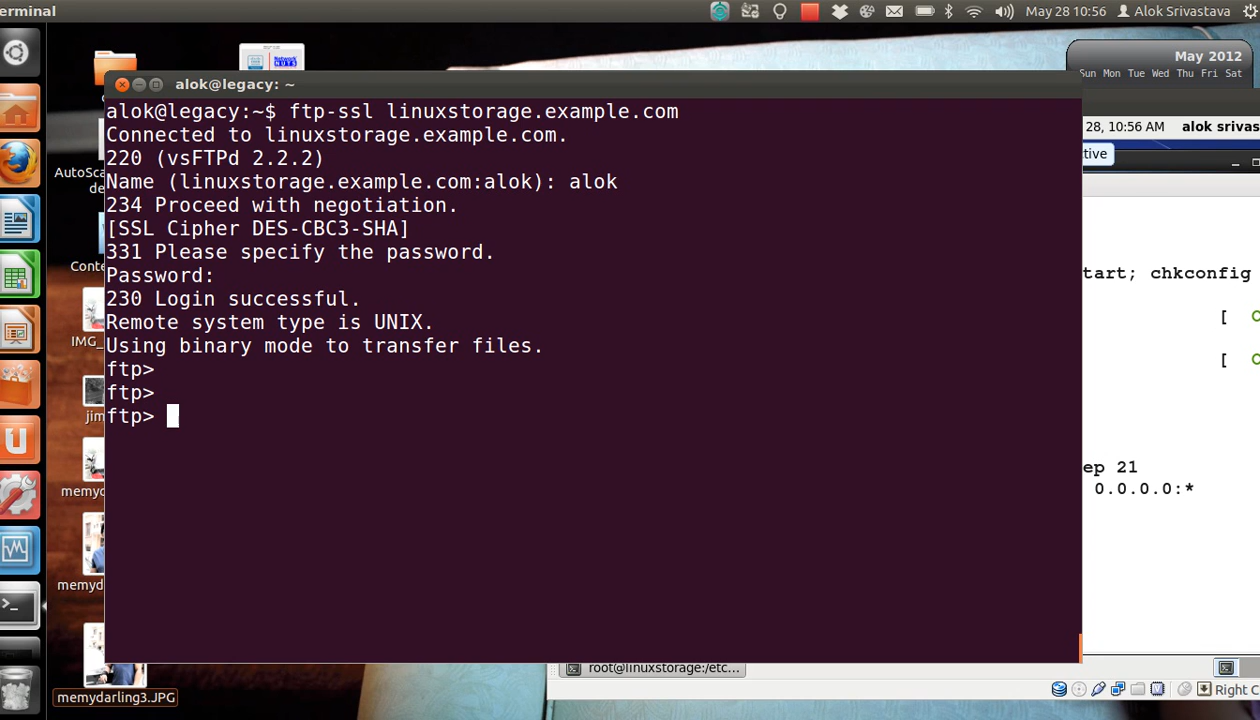 erminal
May 28 10:56
Alok Srivastava
alok@legacy: ~
alok@legacy:~$ ftp-ssl linuxstorage.example.com
Connected to linuxstorage.example.com.
220 (vsFTPd 2.2.2)
Name (linuxstorage.example.com:alok): alok
234 Proceed with negotiation.
[SSL Cipher DES-CBC3-SHA]
331 Please specify the password.
Password:
230 Login successful.
Remote system type is UNIX.
Using binary mode to transfer files.
ftp>
ftp>
ftp>
May 2012
Sun Mon Tue Wed Thu Fri Sat
28, 10:56 AM alok srivas
tive
tart; chkconfig
[ O
[ O
ep 21
0.0.0.0:*
AutoScan
de
Conte
IMG_
jim
memyd
memyd
memydarling3.JPG
root@linuxstorage:/etc...
Right C